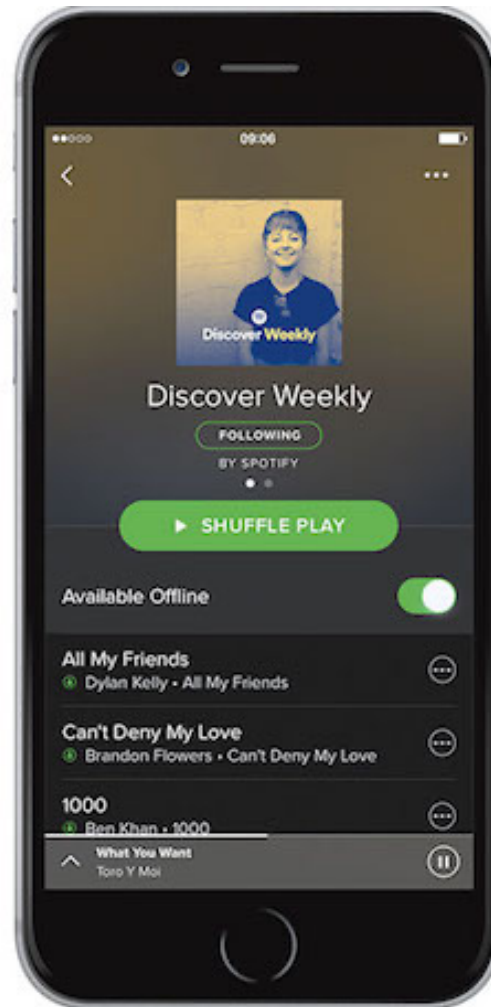 09:06
Discover Weekly
Discover Weekly
FOLLOWING
BY SPOTIFY
SHUFFLE PLAY
Available Offline
All My Friends
Dylan Kelly • All My Friends
Can't Deny My Love
Brandon Flowers • Can't Deny My Love
1000
Ben Khan • 1000
What You Want
Toro Y Moi